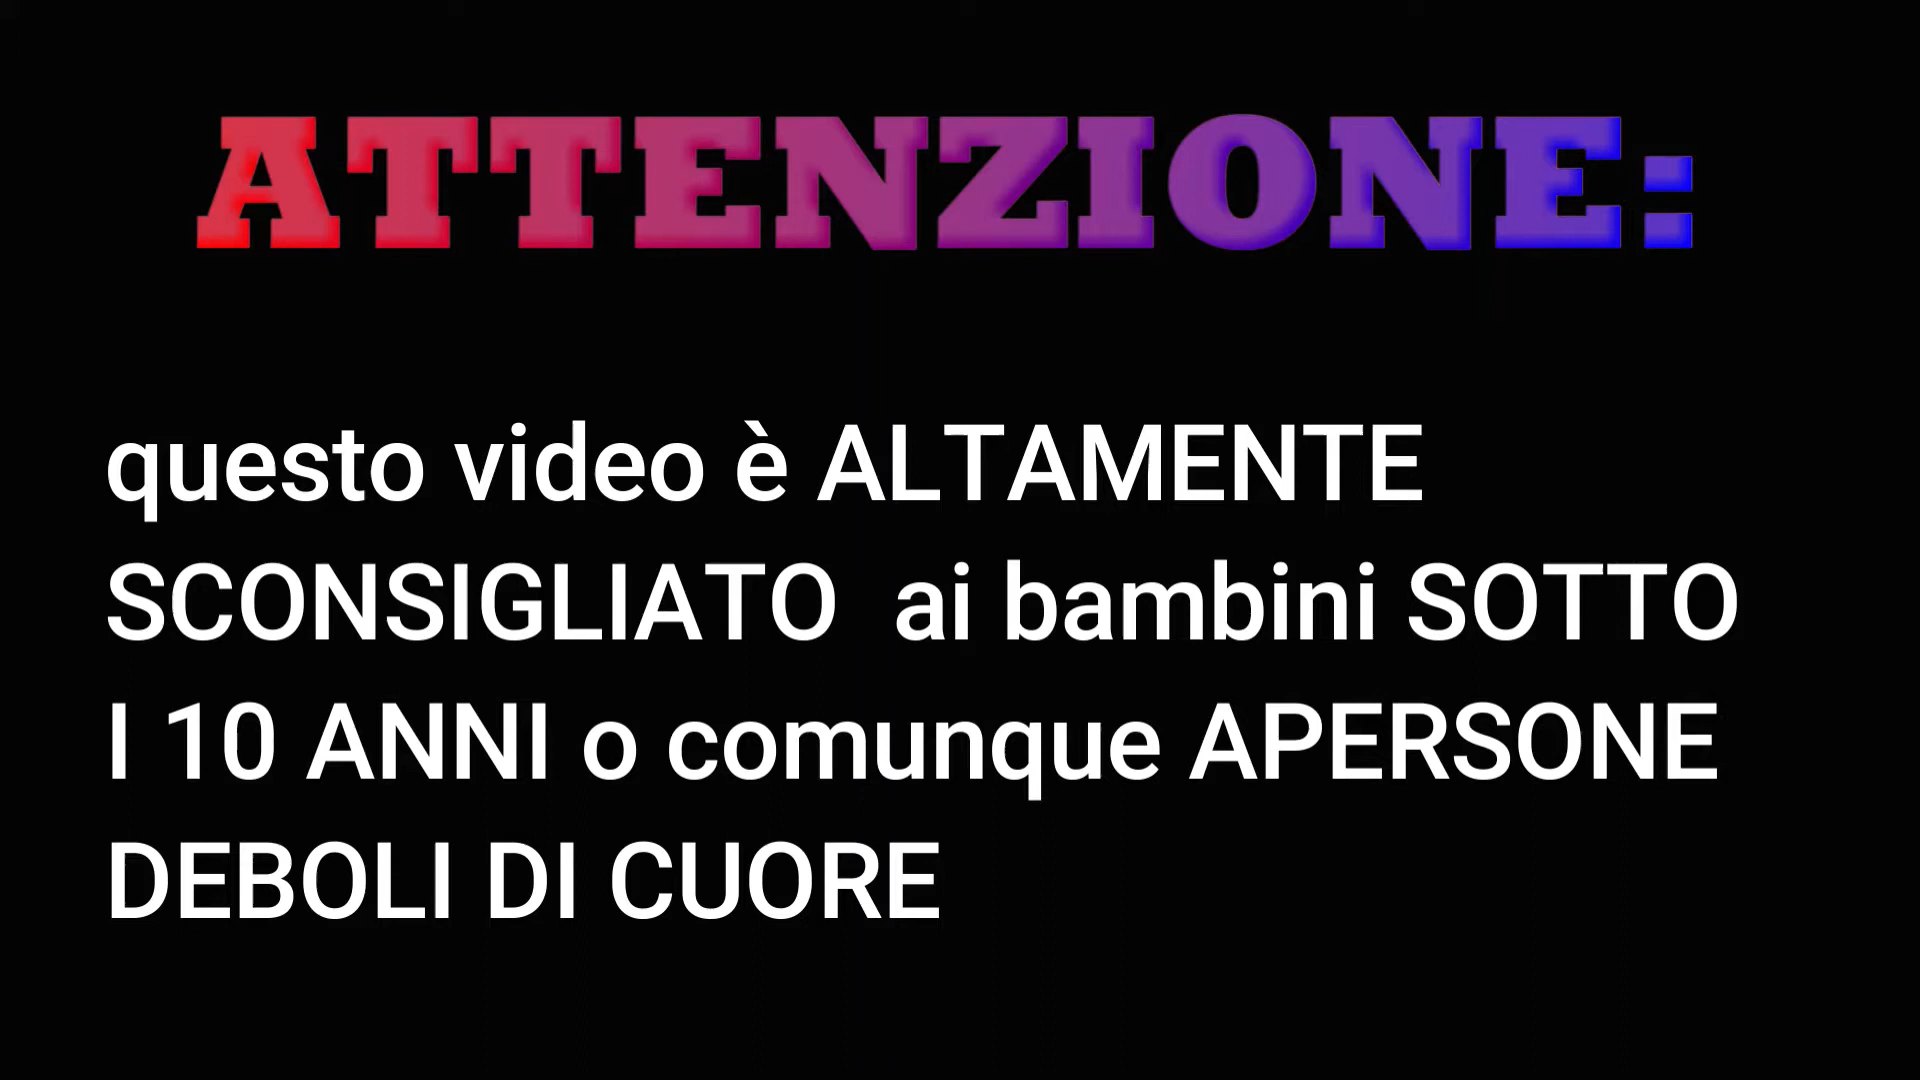 ATTENZIONE:
questo video è ALTAMENTE
SCONSIGLIATO  ai bambini SOTTO
I 10 ANNI o comunque APERSONE
DEBOLI DI CUORE